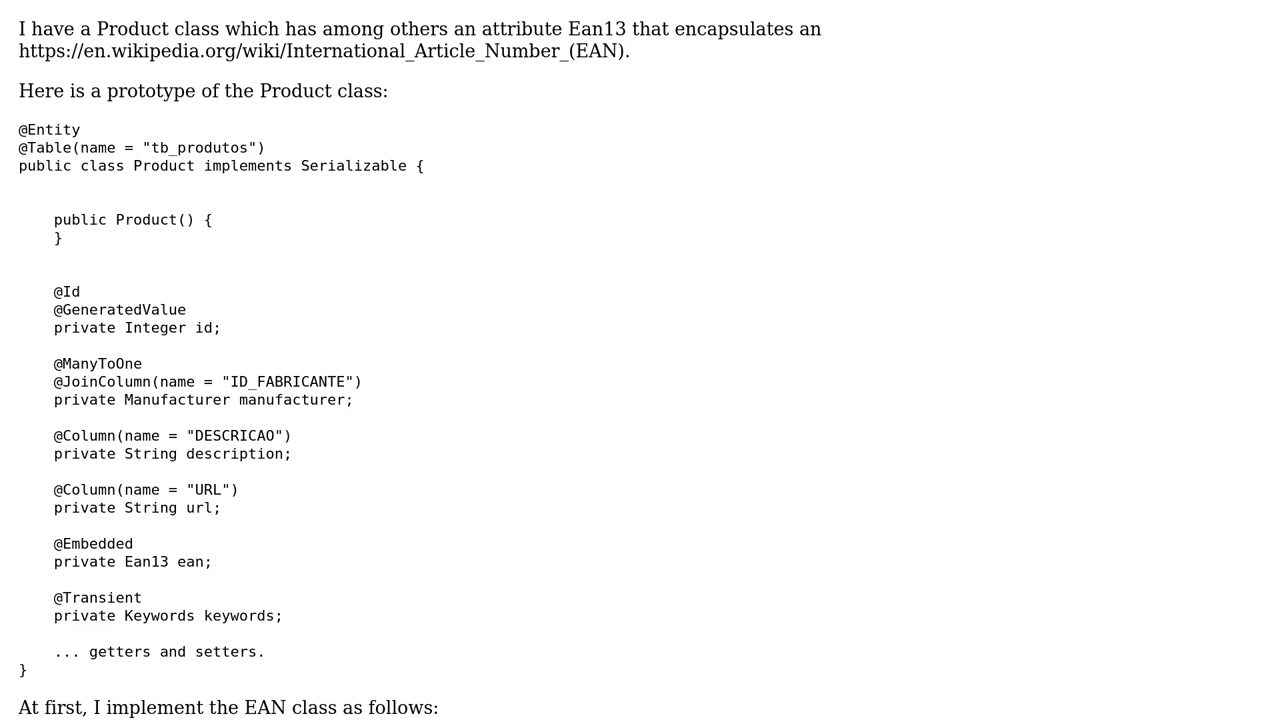 I have a Product class which has among others an attribute Ean13 that encapsulates an
https://en.wikipedia.org/wiki/International_Article_Number_(EAN).
Here is a prototype of the Product class:
@Entity
@Table(name = "tb_produtos")
public class Product implements Serializable {
    public Product() {
    }
    @Id
    @GeneratedValue
    private Integer id;
    @ManyToOne
    @JoinColumn(name = "ID_FABRICANTE")
    private Manufacturer manufacturer;
    @Column(name = "DESCRICAO")
    private String description;
    @Column(name = "URL")
    private String url;
    @Embedded
    private Ean13 ean;
    @Transient
    private Keywords keywords;
    ... getters and setters.
}
At first, I implement the EAN class as follows: